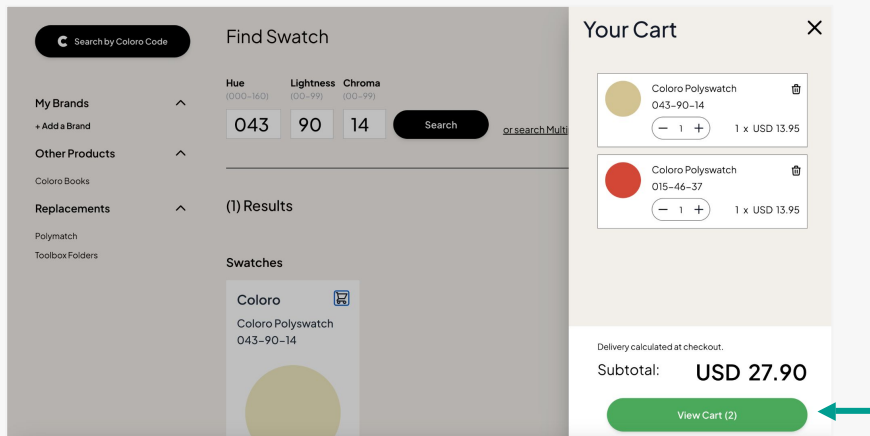 Search by Coloro Code
My Brands
+ Add a Brand
Other Products
Coloro Books
Replacements
Polymatch
Toolbox Folders
Find Swatch
Hue Lightness Chroma
(000-160) (00-99) (00-99)
043 90 14 Search or search Multi
(1) Results
Swatches
Coloro
Coloro Polyswatch
043-90-14
Your Cart
Coloro Polyswatch
043-90-14
1 1 x USD 13.95
Coloro Polyswatch
015-46-37
1 1 x USD 13.95
Delivery calculated at checkout.
Subtotal: USD 27.90
View Cart (2)